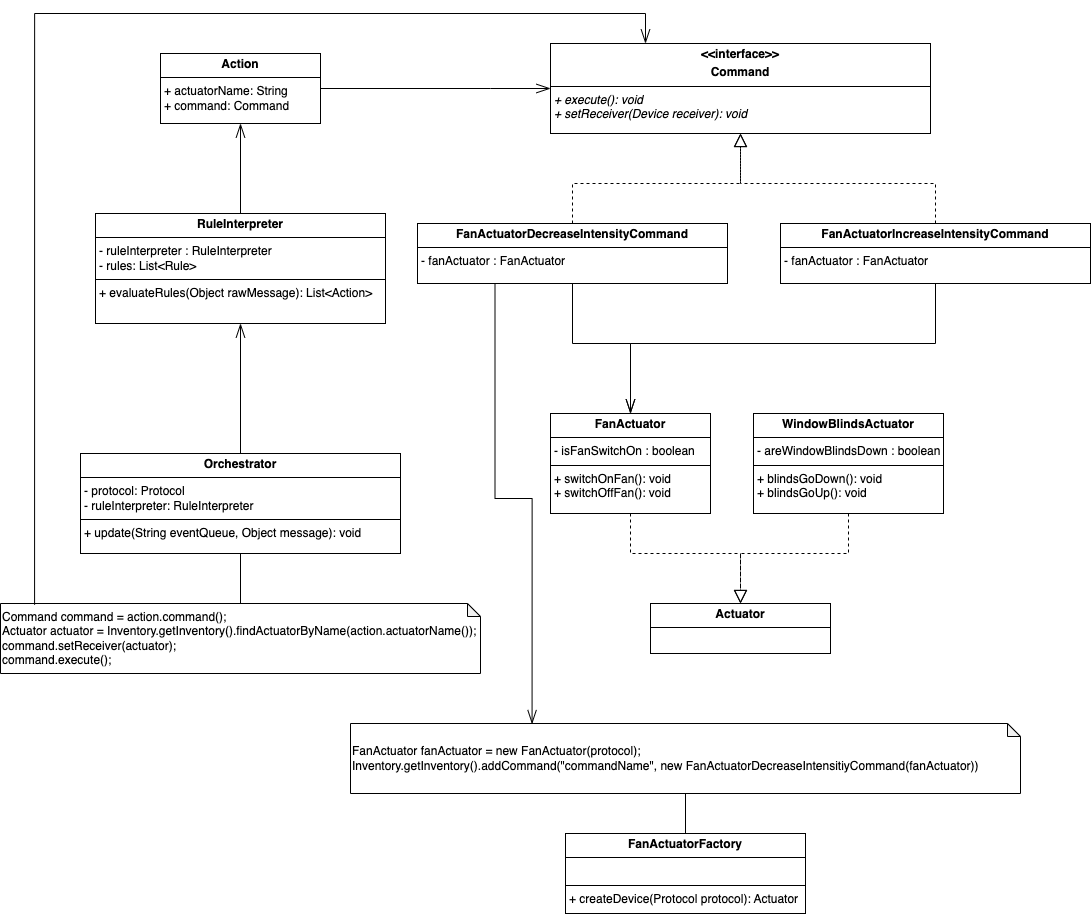 Action
+ actuatorName: String
+ command: Command
<<interface>>
Command
+ execute(): void
+ setReceiver(Device receiver): void
RuleInterpreter
- ruleInterpreter : RuleInterpreter
- rules: List<Rule>
+ evaluateRules(Object rawMessage): List<Action>
FanActuatorDecreaseIntensityCommand
- fanActuator : FanActuator
FanActuatorIncreaseIntensityCommand
- fanActuator : FanActuator
FanActuator
- isFanSwitchOn : boolean
+ switchOnFan(): void
+ switchOffFan(): void
WindowBlindsActuator
- areWindowBlindsDown : boolean
+ blindsGoDown(): void
+ blindsGoUp(): void
Orchestrator
- protocol: Protocol
- ruleInterpreter: RuleInterpreter
+ update(String eventQueue, Object message): void
Command command = action.command();
Actuator actuator = Inventory.getInventory().findActuatorByName(action.actuatorName());
command.setReceiver(actuator);
command.execute();
Actuator
FanActuator fanActuator = new FanActuator(protocol);
Inventory.getInventory().addCommand("commandName", new FanActuatorDecreaseIntensitiyCommand(fanActuator))
FanActuatorFactory
+ createDevice(Protocol protocol): Actuator